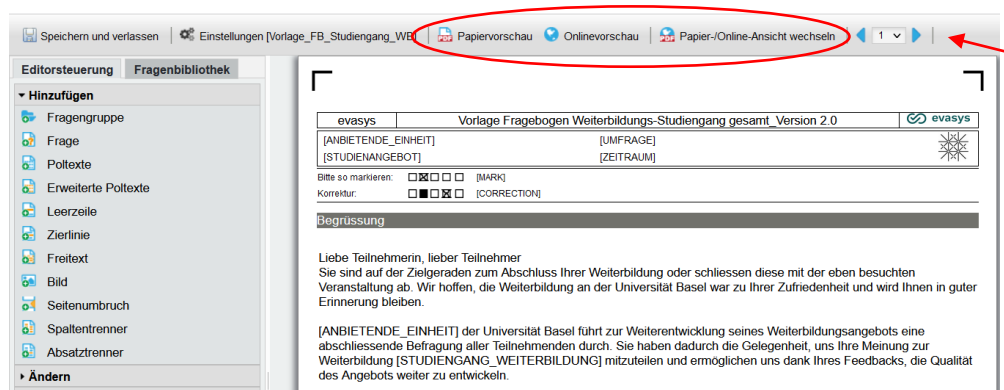 Speichern und verlassen Einstellungen [Vorlage_FB_Studiengang_WB] Papiervorschau Onlinevorschau Papier-/Online-Ansicht wechseln 1
Editorsteuerung Fragenbibliothek
Hinzufügen
Fragengruppe
Frage
Poltexte
Erweiterte Poltexte
Leerzeile
Zierlinie
Freitext
Bild
Seitenumbruch
Spaltentrenner
Absatztrenner
Ändern
evasys Vorlage Fragebogen Weiterbildungs-Studiengang gesamt_Version 2.0 evasys
[ANBIETENDE_EINHEIT] [UMFRAGE]
[STUDIENANGEBOT] [ZEITRAUM]
Bitte so markieren: [MARK]
Korrektur: [CORRECTION]
Begrüssung
Liebe Teilnehmerin, lieber Teilnehmer
Sie sind auf der Zielgeraden zum Abschluss Ihrer Weiterbildung oder schliessen diese mit der eben besuchten
Veranstaltung ab. Wir hoffen, die Weiterbildung an der Universität Basel war zu Ihrer Zufriedenheit und wird Ihnen in guter
Erinnerung bleiben.
[ANBIETENDE_EINHEIT] der Universität Basel führt zur Weiterentwicklung seines Weiterbildungsangebots eine
abschliessende Befragung aller Teilnehmenden durch. Sie haben dadurch die Gelegenheit, uns Ihre Meinung zur
Weiterbildung [STUDIENGANG_WEITERBILDUNG] mitzuteilen und ermöglichen uns dank Ihres Feedbacks, die Qualität
des Angebots weiter zu entwickeln.